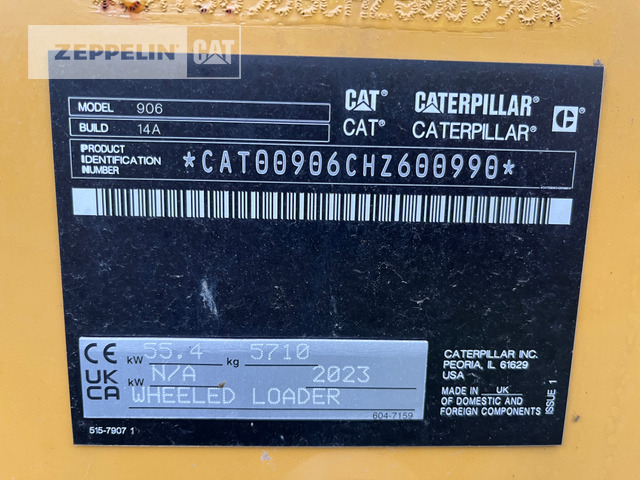 ZEPPELIN CAT
MODEL 906
BUILD 14A
CAT® CATERPILLAR®
CAT® CATERPILLAR® C
PRODUCT IDENTIFICATION NUMBER
*CAT00906CHZ600990*
CE kW 55.4 kg 5710
UKCA kW N/A 2023
WHEELED LOADER
604-7159
515-7907 1
CATERPILLAR INC.
PEORIA, IL 61629
USA
MADE IN UK
OF DOMESTIC AND
FOREIGN COMPONENTS
ISSUE 1